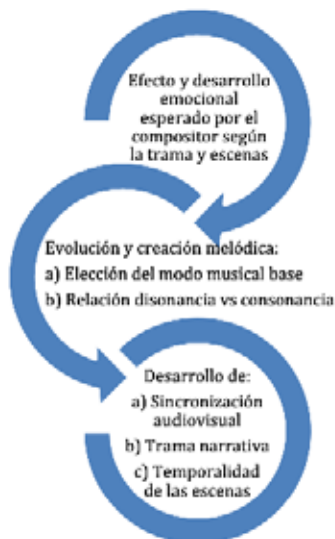 Efecto y desarrollo
emocional
esperado por el
compositor según
la trama y escenas
Evolución y creación melódica:
a) Elección del modo musical base
b) Relación disonancia vs consonancia
Desarrollo de:
a) Sincronización
audiovisual
b) Trama narrativa
c) Temporalidad
de las escenas